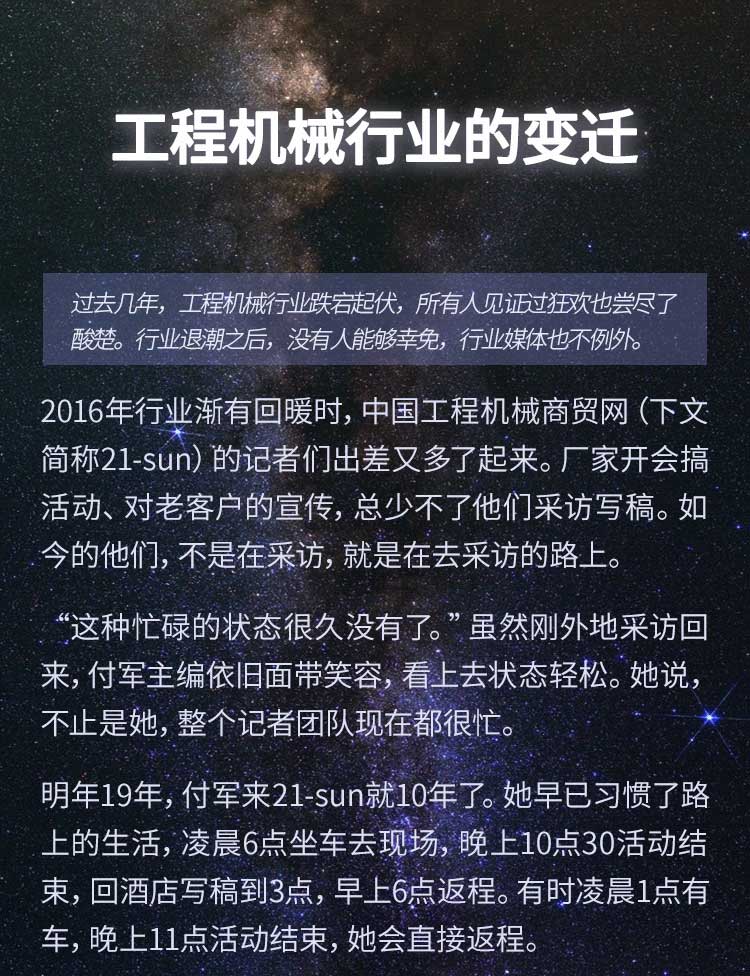 工程机械行业的变迁
过去几年，工程机械行业跌宕起伏，所有人见证过狂欢也尝尽了
酸楚。行业退潮之后，没有人能够幸免，行业媒体也不例外。
2016年行业渐有回暖时，中国工程机械商贸网（下文
简称21-sun）的记者们出差又多了起来。厂家开会搞
活动、对老客户的宣传，总少不了他们采访写稿。如
今的他们，不是在采访，就是在去采访的路上。
“这种忙碌的状态很久没有了。”虽然刚外地采访回
来，付军主编依旧面带笑容，看上去状态轻松。她说，
不止是她，整个记者团队现在都很忙。
明年19年，付军来21-sun就10年了。她早已习惯了路
上的生活，凌晨6点坐车去现场，晚上10点30活动结
束，回酒店写稿到3点，早上6点返程。有时凌晨1点有
车，晚上11点活动结束，她会直接返程。